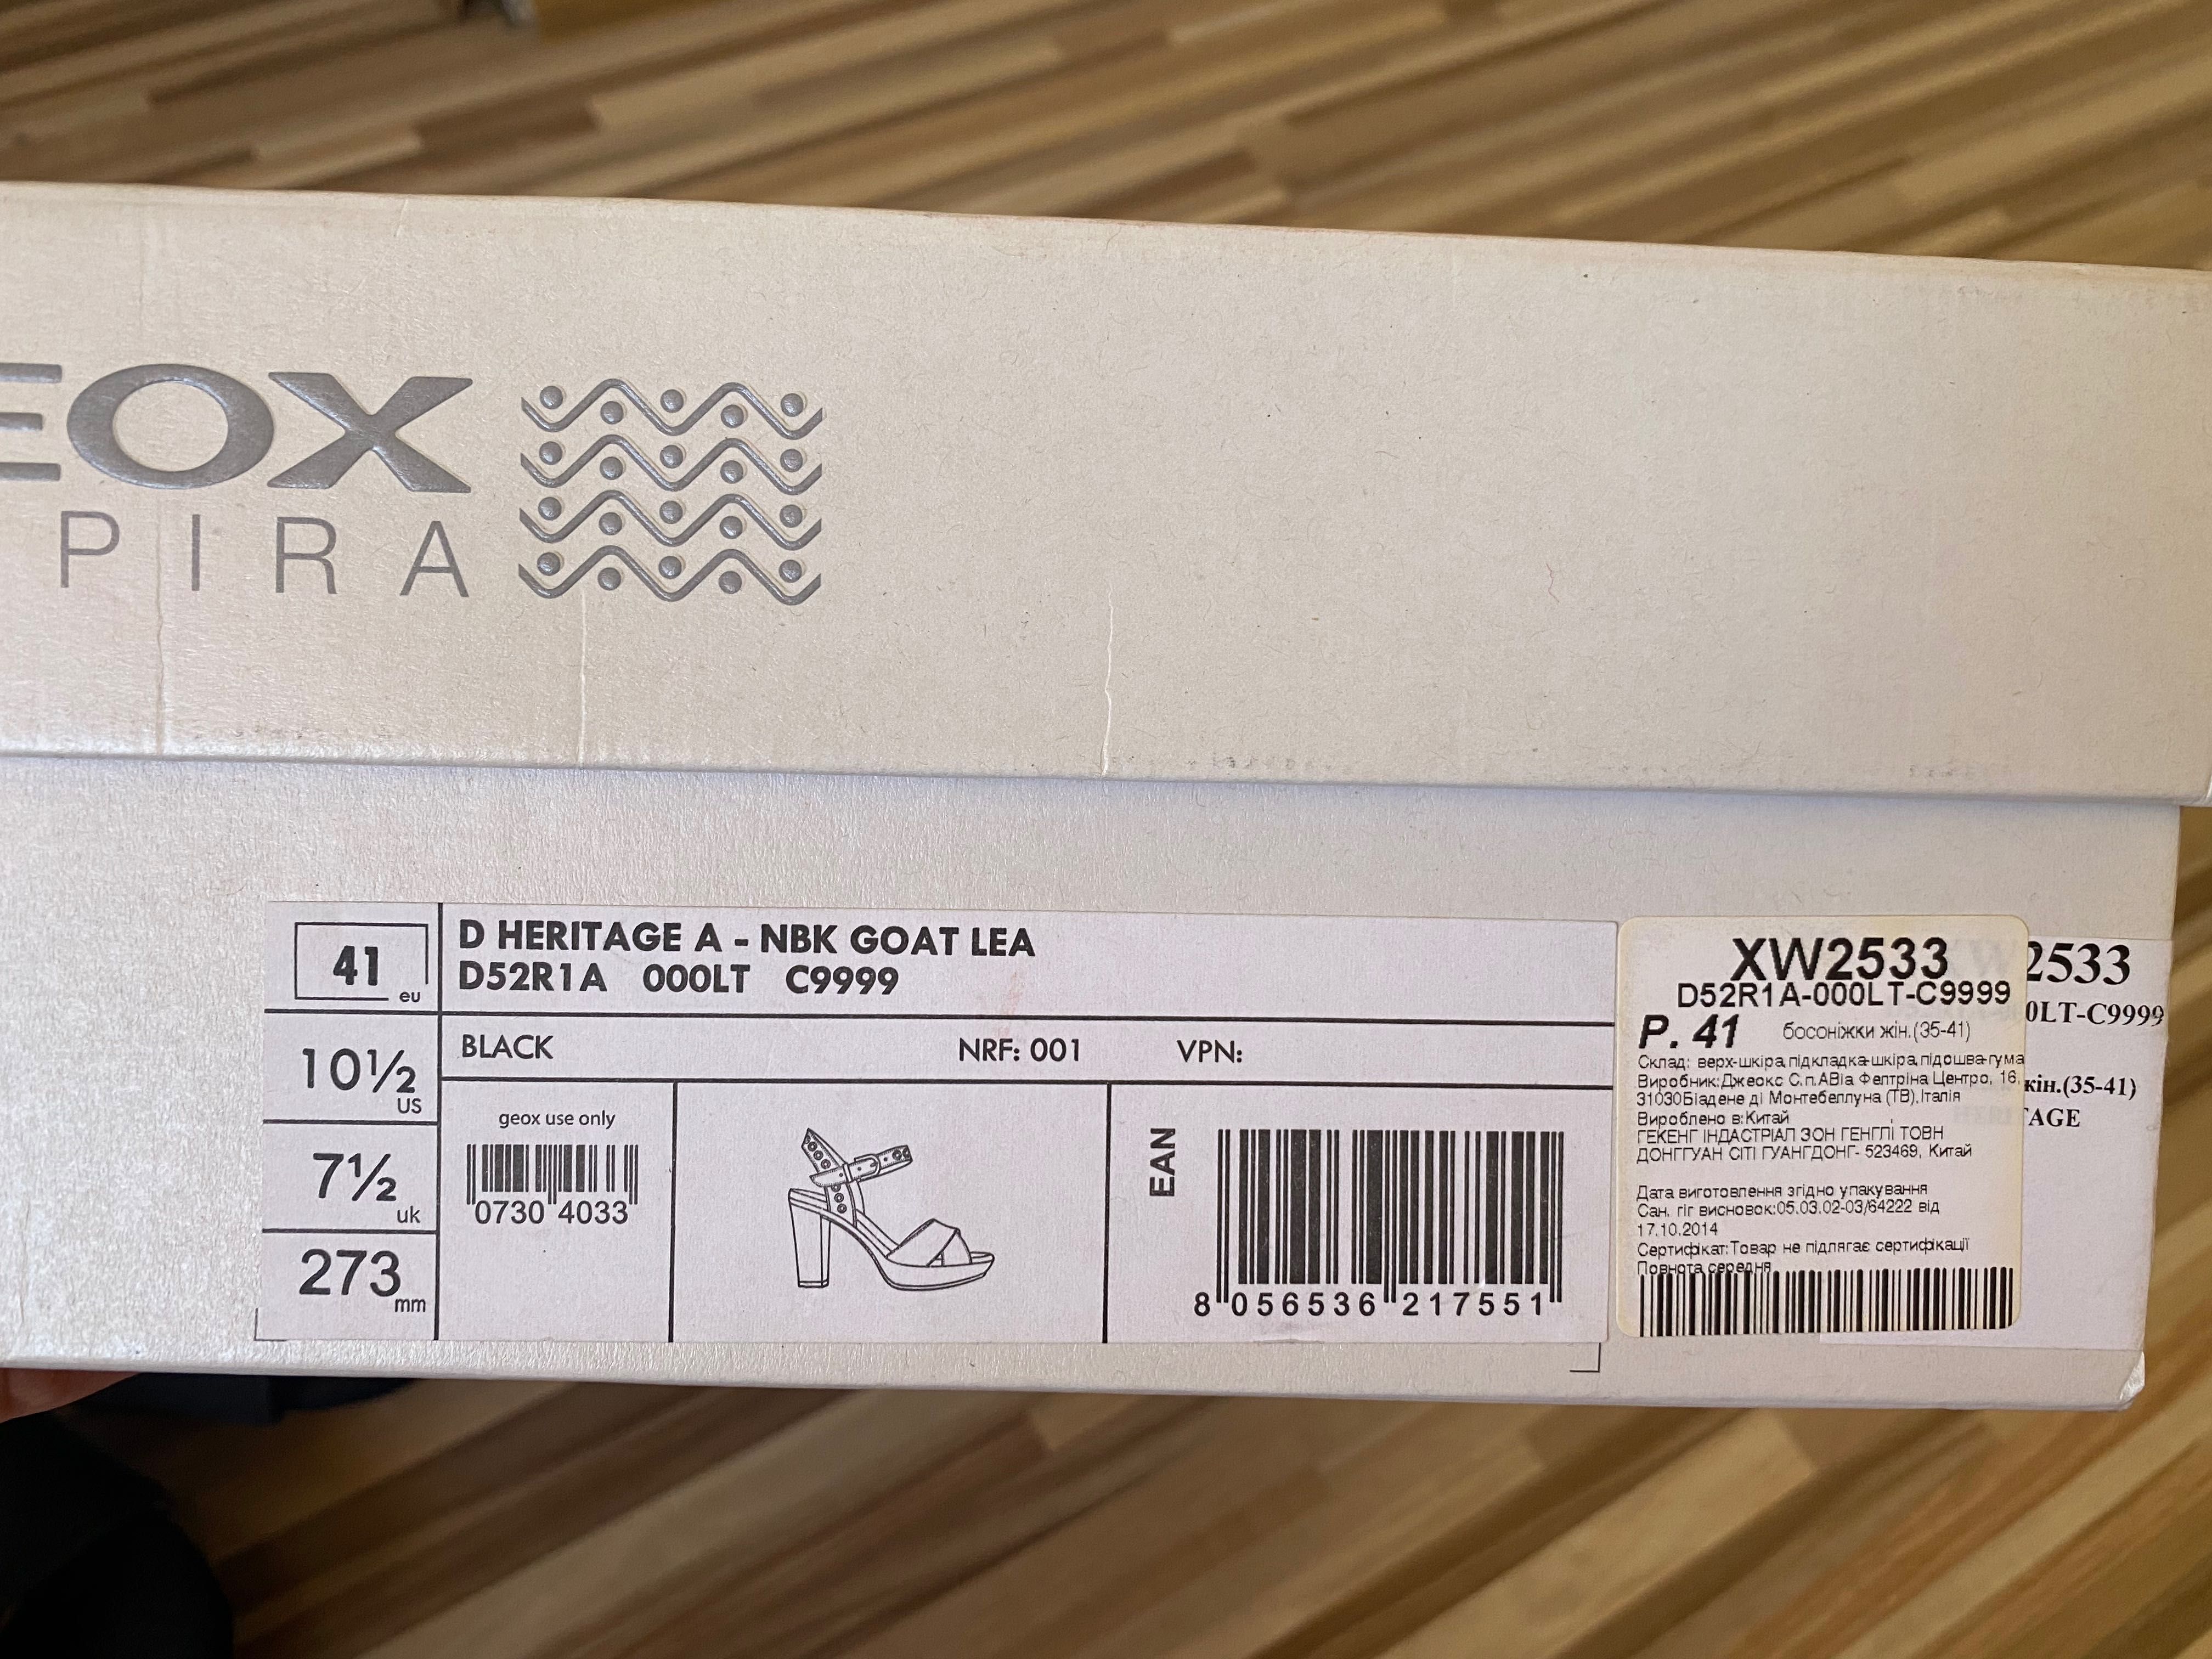 EOX
PIRA
41 eu
10½ US
7½ uk
273 mm
D HERITAGE A - NBK GOAT LEA
D52R1A 000LT C9999
BLACK NRF: 001 VPN:
geox use only
0730 4033
EAN
8 056536 217551
XW2533
D52R1A-000LT-C9999
Р. 41 босоніжки жін.(35-41)
Склад: верх-шкіра,підкладка-шкіра,підошва-гума
Виробник:Джеокс С.п.АВіа Фелтріна Центро, 16,
31030Біадене ді Монтебеллуна (ТВ),Італія
Вироблено в:Китай
ГЕКЕНГ ІНДАСТРІАЛ ЗОН ГЕНГЛІ ТОВН
ДОНГГУАН СІТІ ГУАНГДОНГ- 523469, Китай
Дата виготовлення згідно упакування
Сан. гіг висновок:05.03.02-03/64222 від
17.10.2014
Сертифікат:Товар не підлягає сертифікації
Повнота середня
2533
0LT-C9999
жін.(35-41)
TAGE